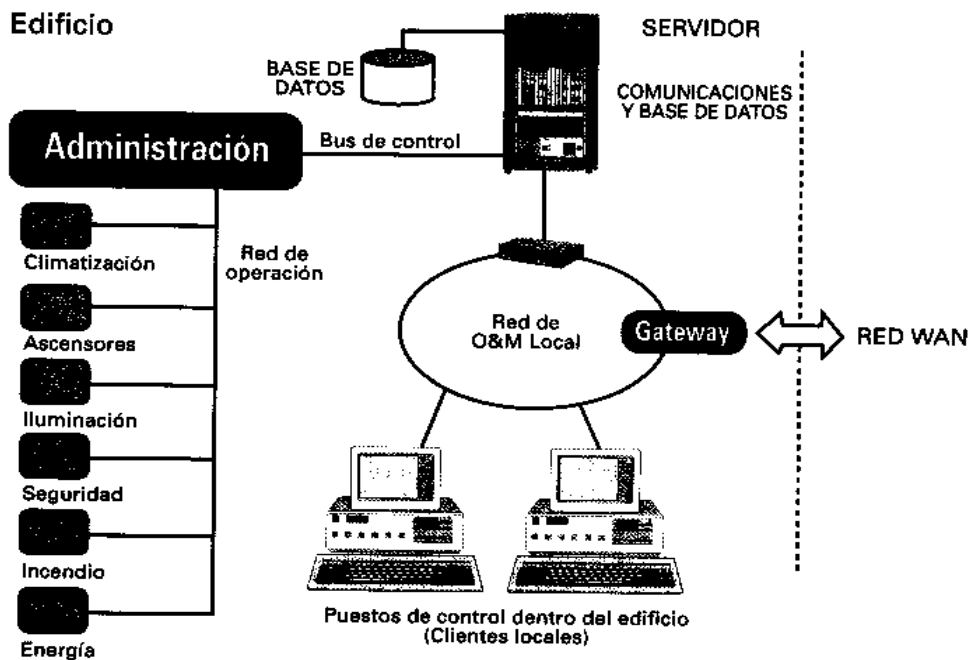 Edificio
SERVIDOR
BASE DE
DATOS
COMUNICACIONES
Y BASE DE DATOS
Administración
Bus de control
Climatización
Red de
operación
Ascensores
Iluminación
Seguridad
Incendio
Energía
Red de
O&M Local
Gateway
RED WAN
Puestos de control dentro del edificio
(Clientes locales)